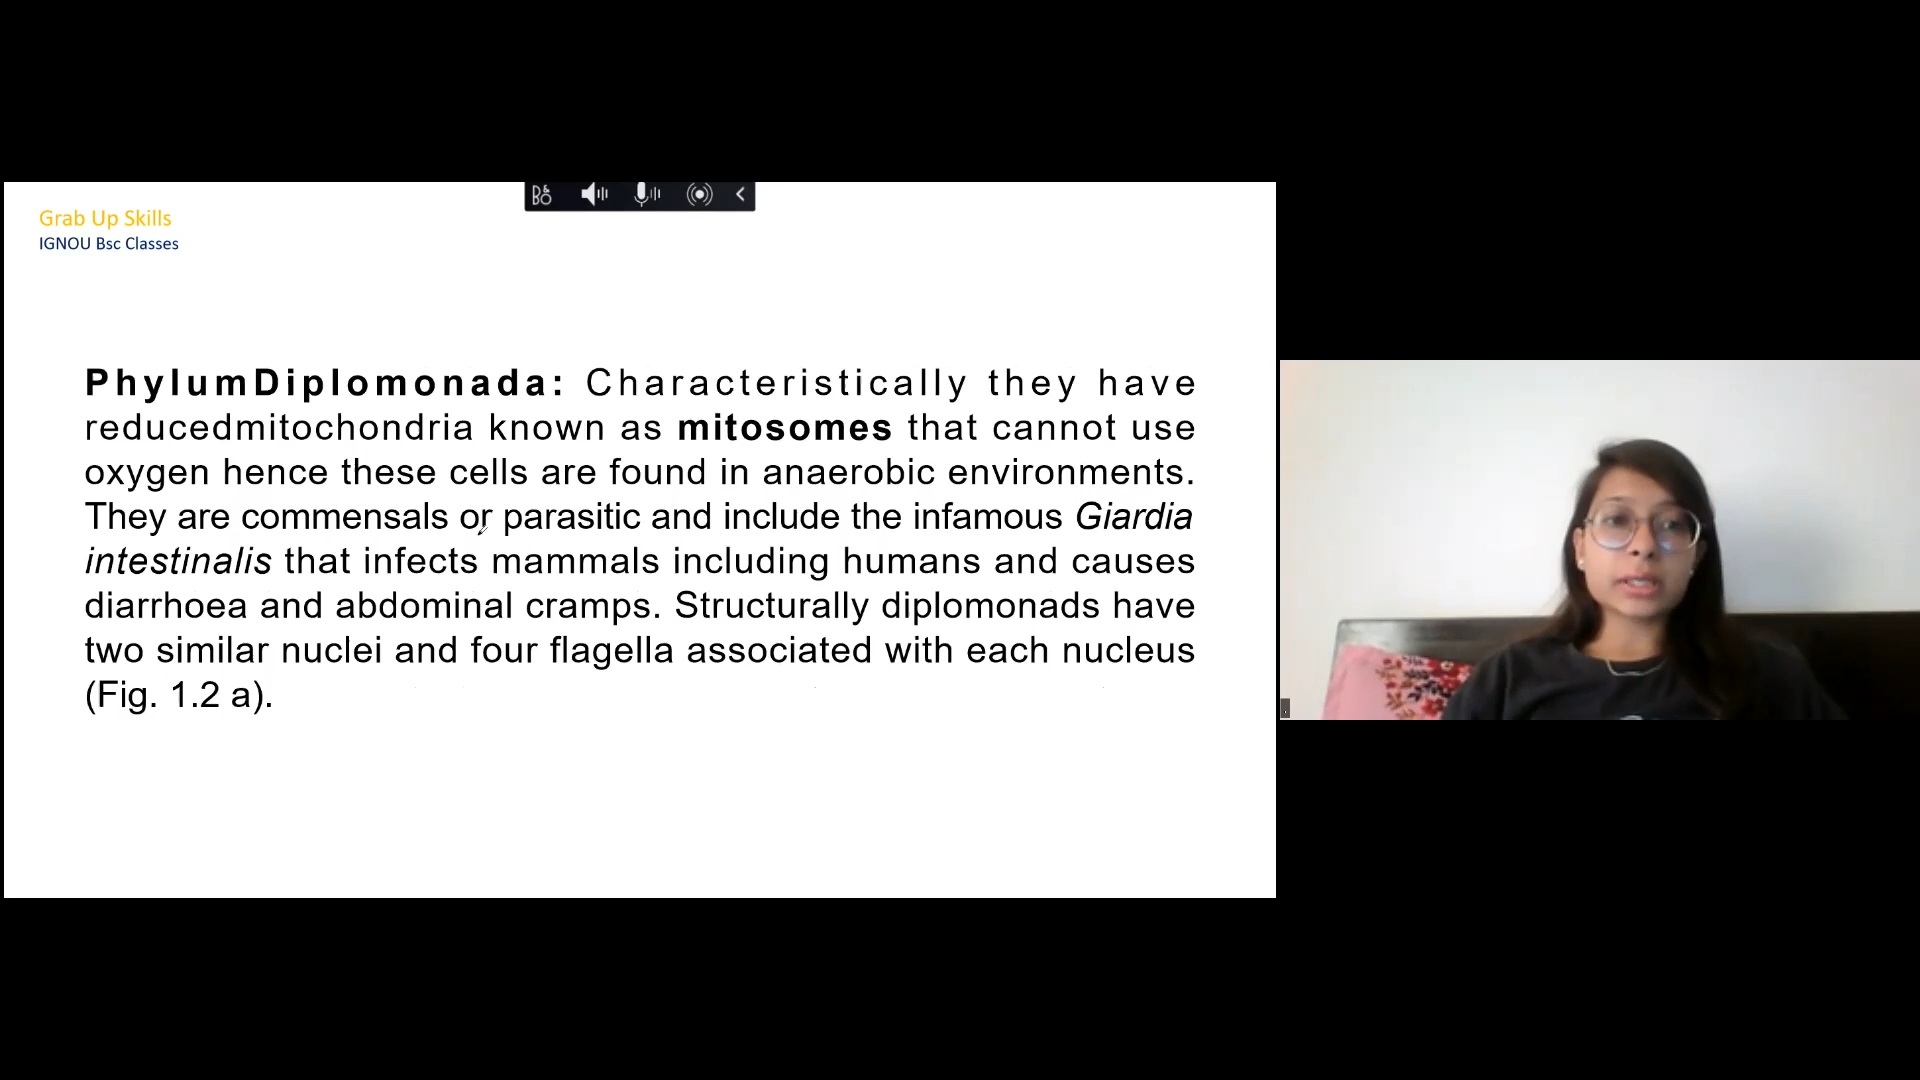 Grab Up Skills
IGNOU Bsc Classes
PhylumDiplomonada: Characteristically they have
reducedmitochondria known as mitosomes that cannot use
oxygen hence these cells are found in anaerobic environments.
They are commensals or parasitic and include the infamous Giardia
intestinalis that infects mammals including humans and causes
diarrhoea and abdominal cramps. Structurally diplomonads have
two similar nuclei and four flagella associated with each nucleus
(Fig. 1.2 a).